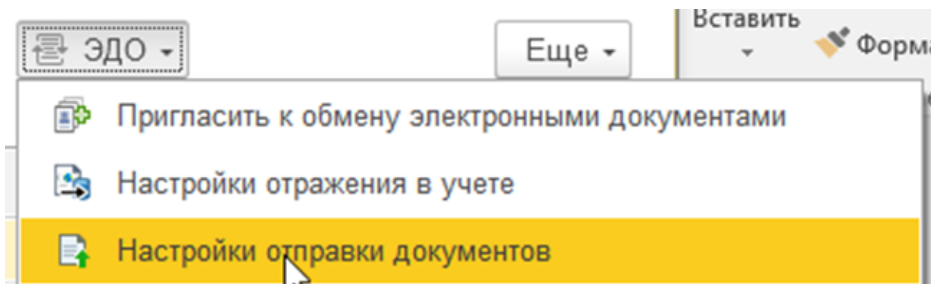 ЭДО
Еще
Вставить
Форма
Пригласить к обмену электронными документами
Настройки отражения в учете
Настройки отправки документов